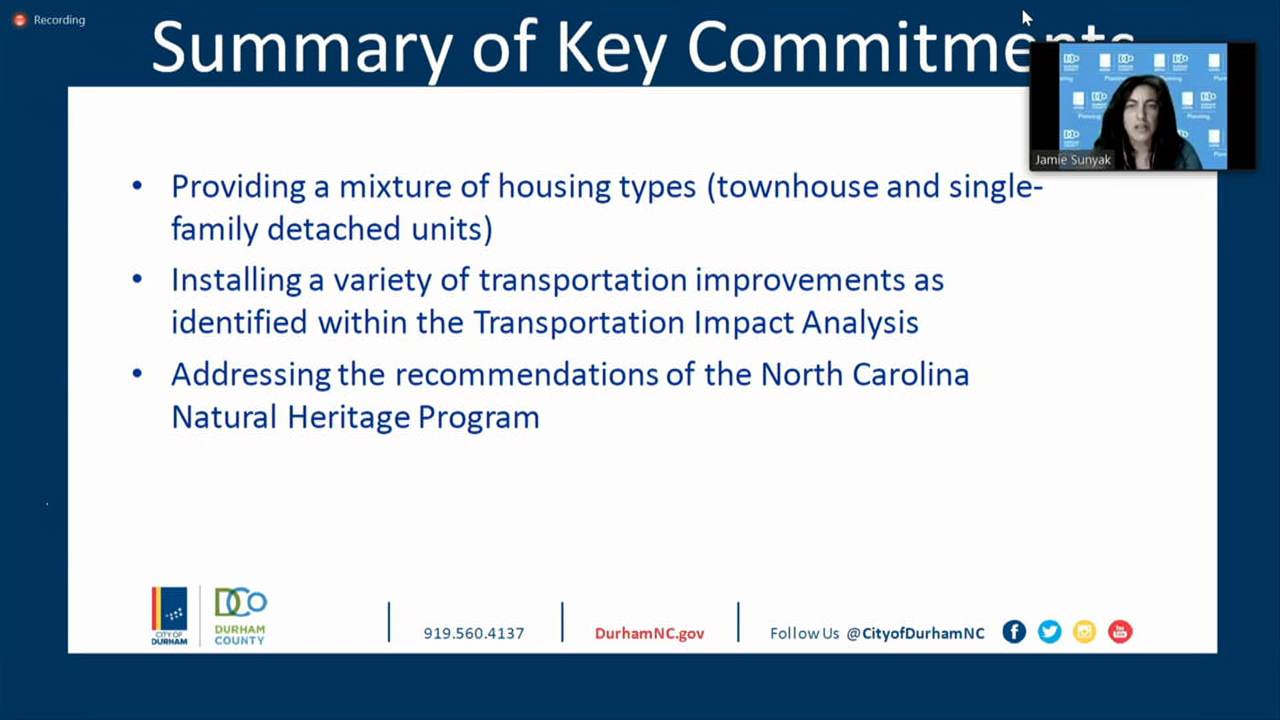 Recording
Summary of Key Commitments
Jamie Sunyak
• Providing a mixture of housing types (townhouse and single-
family detached units)
• Installing a variety of transportation improvements as
identified within the Transportation Impact Analysis
• Addressing the recommendations of the North Carolina
Natural Heritage Program
CITY OF
DURHAM
DCO
DURHAM
COUNTY
919.560.4137
DurhamNC.gov
Follow Us @CityofDurhamNC